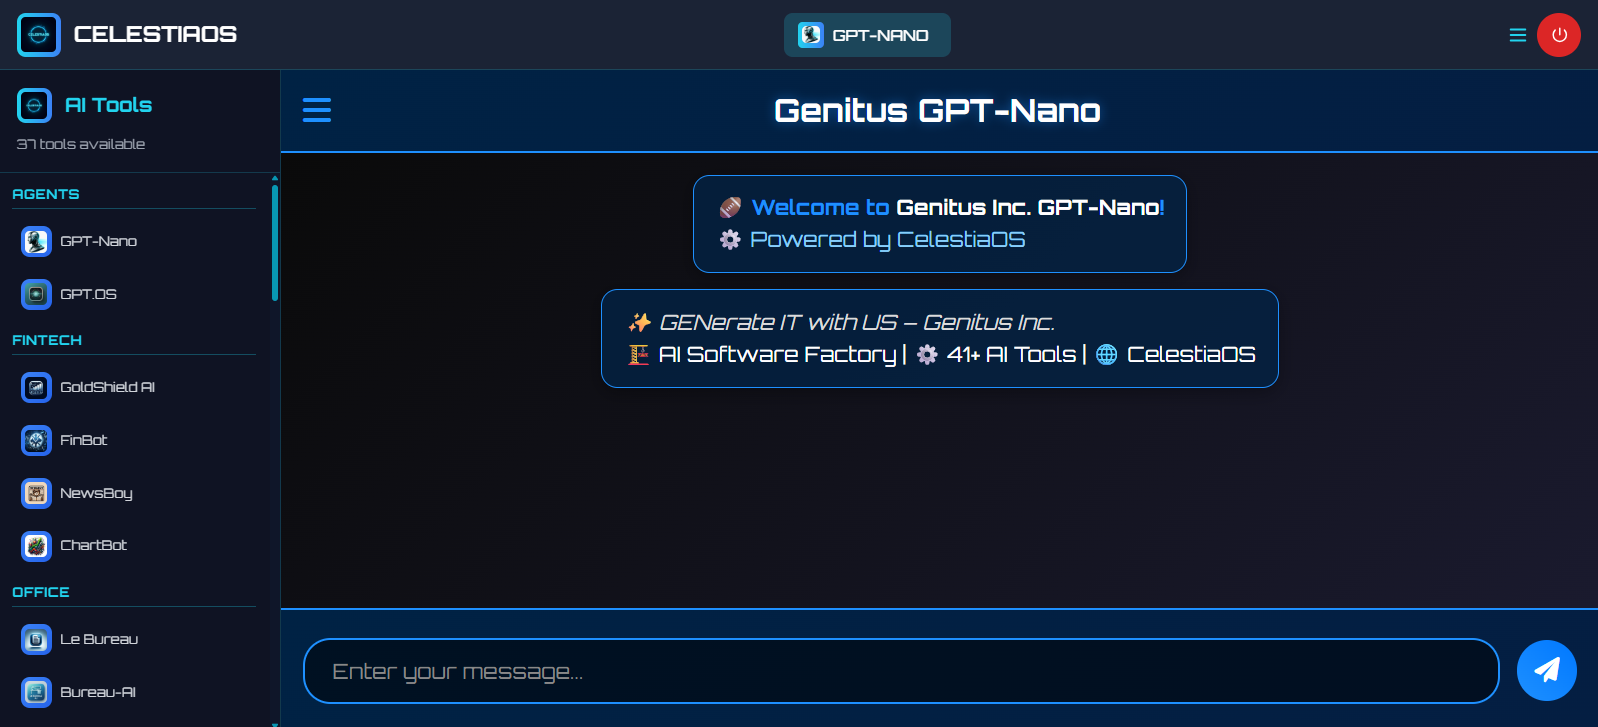 CELESTIAOS
GPT-NANO
AI Tools
37 tools available
AGENTS
GPT-Nano
GPT.OS
FINTECH
GoldShield AI
FinBot
NewsBoy
ChartBot
OFFICE
Le Bureau
Bureau-AI
Genitus GPT-Nano
🏈 Welcome to Genitus Inc. GPT-Nano!
⚙️ Powered by CelestiaOS
✨ GENerate IT with US – Genitus Inc.
🏗️ AI Software Factory | ⚙️ 41+ AI Tools | 🌐 CelestiaOS
Enter your message...